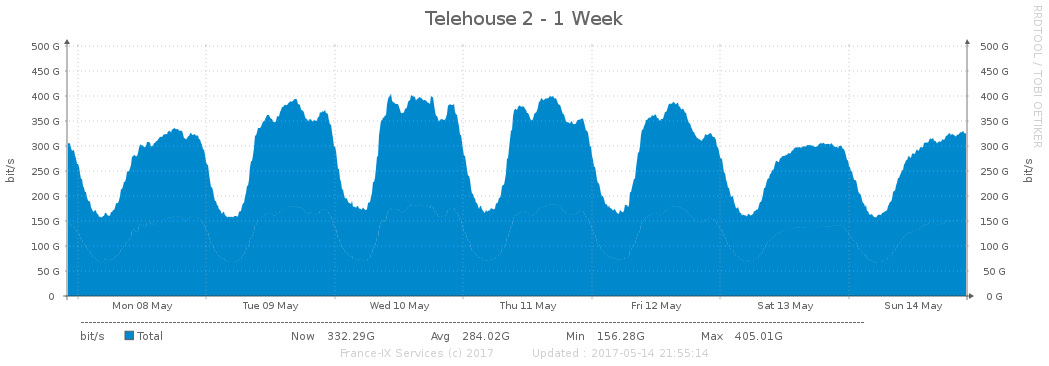 Telehouse 2 - 1 Week
RRDTOOL / TOBI OETIKER
500 G 500 G
450 G 450 G
400 G 400 G
350 G 350 G
300 G 300 G
250 G 250 G
200 G 200 G
150 G 150 G
100 G 100 G
50 G 50 G
0 0 G
bit/s bit/s
Mon 08 May Tue 09 May Wed 10 May Thu 11 May Fri 12 May Sat 13 May Sun 14 May
bit/s Total Now 332.29G Avg 284.02G Min 156.28G Max 405.01G
France-IX Services (c) 2017 Updated : 2017-05-14 21:55:14